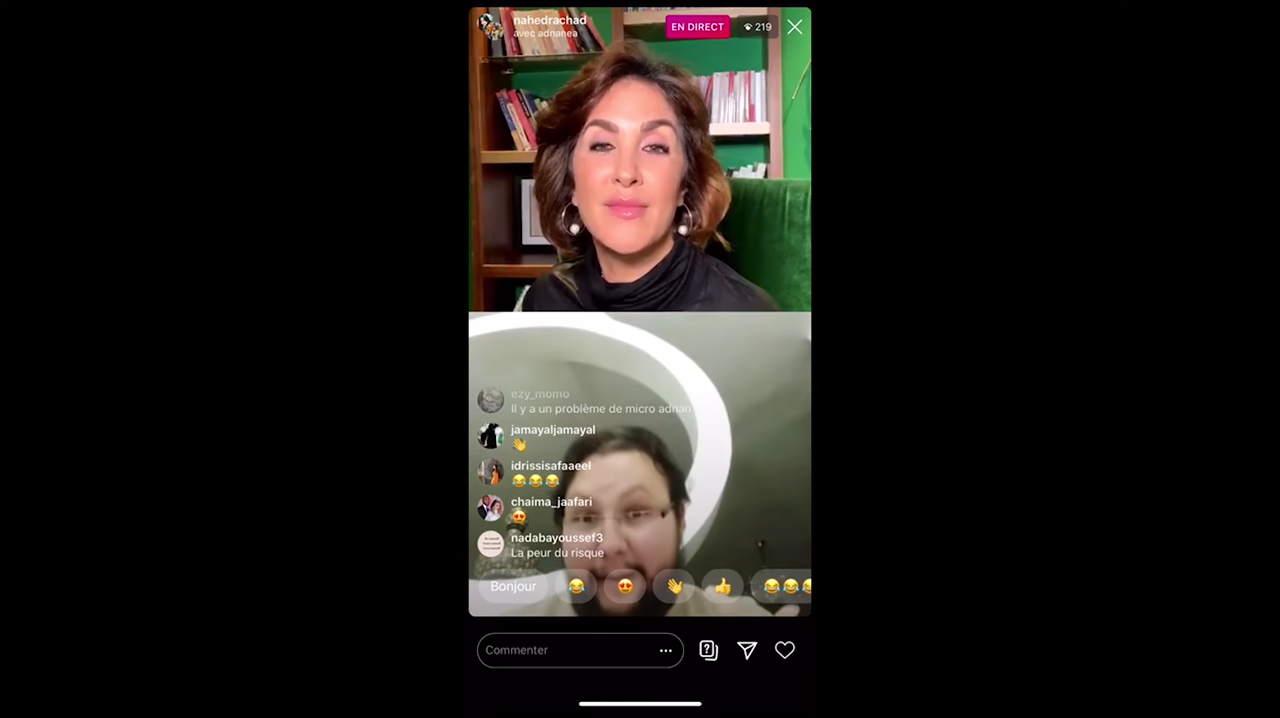 nahedrachad
avec adnanea
EN DIRECT
219
ezy_momo
Il y a un problème de micro adnan
jamayaljamayal
idrissisafaaeel
chaima_jaafari
nadabayoussef3
La peur du risque
Bonjour
Commenter